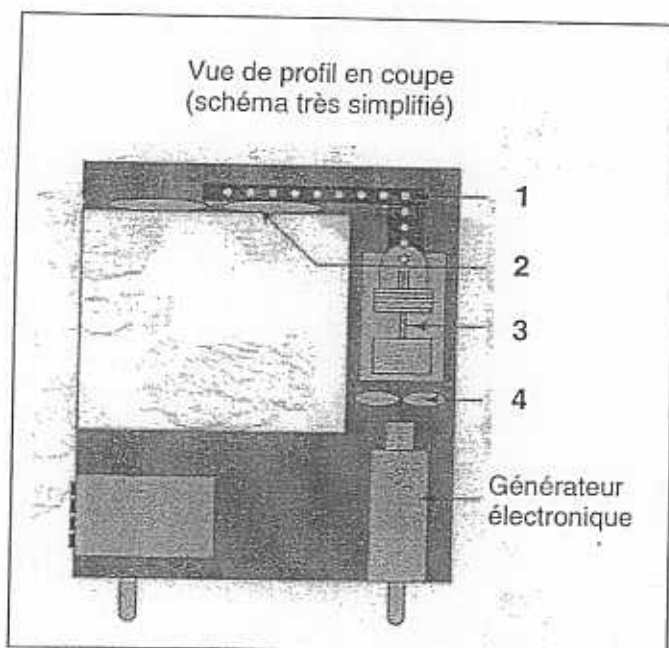 Vue de profil en coupe
(schéma très simplifié)
1
2
3
4
Générateur
électronique